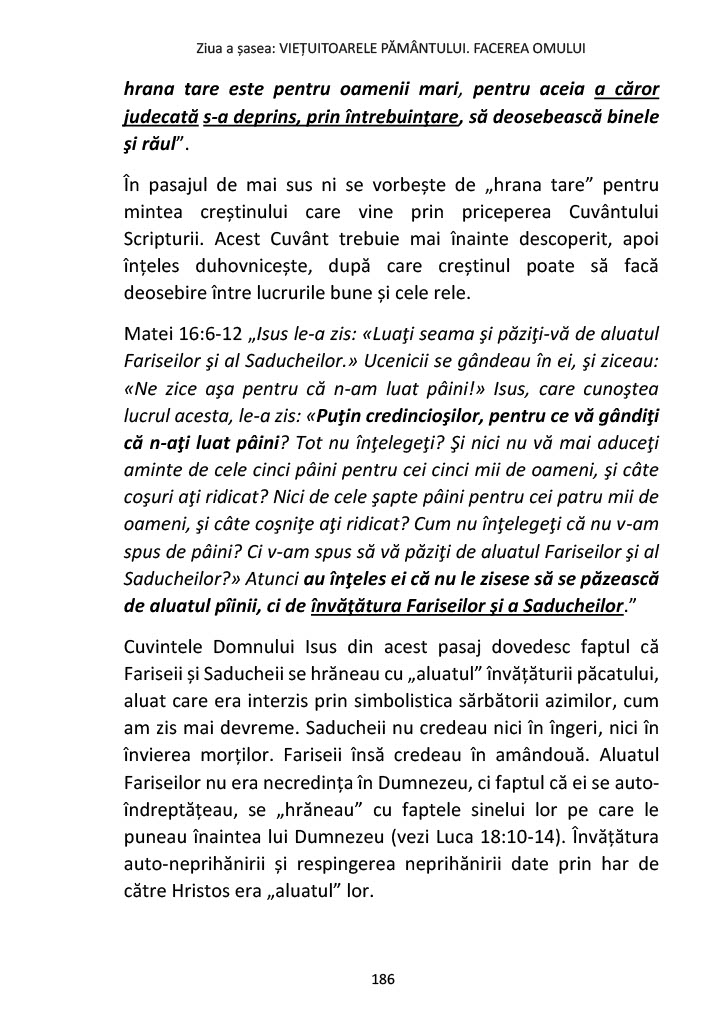 Ziua a șasea: VIEȚUITOARELE PĂMÂNTULUI. FACEREA OMULUI
hrana tare este pentru oamenii mari, pentru aceia a căror
judecată s-a deprins, prin întrebuinţare, să deosebească binele
şi răul”.
În pasajul de mai sus ni se vorbește de „hrana tare” pentru
mintea creștinului care vine prin priceperea Cuvântului
Scripturii. Acest Cuvânt trebuie mai înainte descoperit, apoi
înțeles duhovnicește, după care creștinul poate să facă
deosebire între lucrurile bune și cele rele.
Matei 16:6-12 „Isus le-a zis: «Luaţi seama şi păziţi-vă de aluatul
Fariseilor şi al Saducheilor.» Ucenicii se gândeau în ei, şi ziceau:
«Ne zice aşa pentru că n-am luat pâini!» Isus, care cunoştea
lucrul acesta, le-a zis: «Puţin credincioşilor, pentru ce vă gândiţi
că n-aţi luat pâini? Tot nu înţelegeţi? Şi nici nu vă mai aduceţi
aminte de cele cinci pâini pentru cei cinci mii de oameni, şi câte
coşuri aţi ridicat? Nici de cele şapte pâini pentru cei patru mii de
oameni, şi câte coşniţe aţi ridicat? Cum nu înţelegeţi că nu v-am
spus de pâini? Ci v-am spus să vă păziţi de aluatul Fariseilor şi al
Saducheilor?» Atunci au înţeles ei că nu le zisese să se păzească
de aluatul pîinii, ci de învăţătura Fariseilor şi a Saducheilor.”
Cuvintele Domnului Isus din acest pasaj dovedesc faptul că
Fariseii și Saducheii se hrăneau cu „aluatul” învățăturii păcatului,
aluat care era interzis prin simbolistica sărbătorii azimilor, cum
am zis mai devreme. Saducheii nu credeau nici în îngeri, nici în
învierea morților. Fariseii însă credeau în amândouă. Aluatul
Fariseilor nu era necredința în Dumnezeu, ci faptul că ei se auto-
îndreptățeau, se „hrăneau” cu faptele sinelui lor pe care le
puneau înaintea lui Dumnezeu (vezi Luca 18:10-14). Învățătura
auto-neprihănirii și respingerea neprihănirii date prin har de
către Hristos era „aluatul” lor.
186